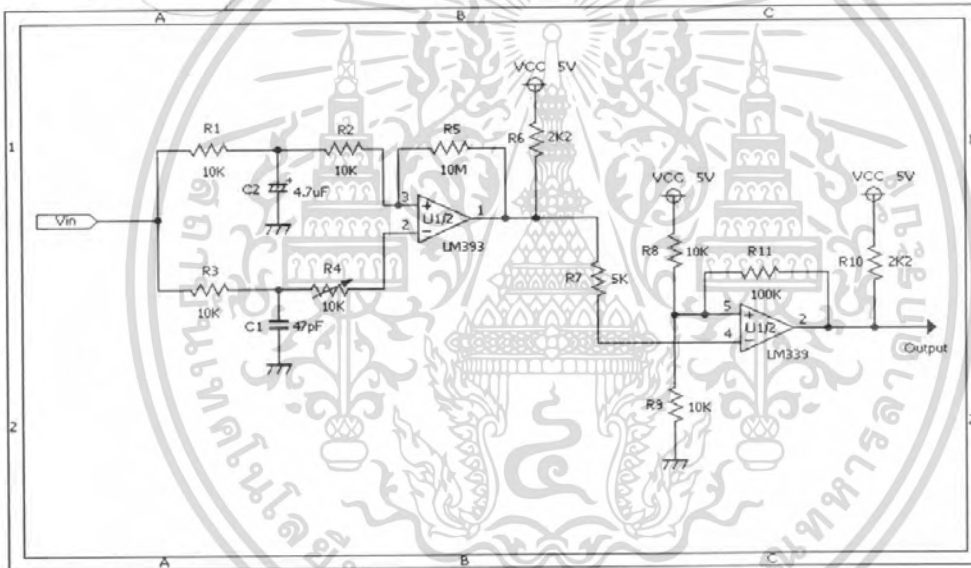 A B C
VCC 5V
R1 R2 R5 R6 2K2
1
10K 10K 10M
VCC 5V VCC 5V
C2 + 4.7uF
3 + U1/2 1
Vin
2 -
LM393
R3 R4 R8 10K R11 R10 2K2
R7 5K
10K 10K 100K
C1 47pF
5 + U1/2 2
4 -
LM339
Output
R9 10K
2 2
A B C